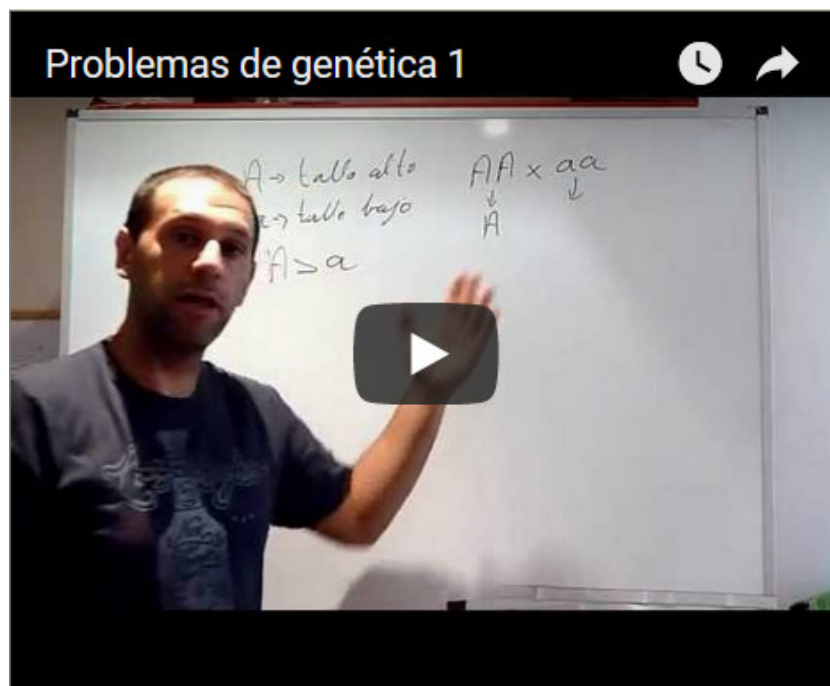 Problemas de genética 1
A → tallo alto
a → tallo bajo
A > a
AA x aa
↓ ↓
A